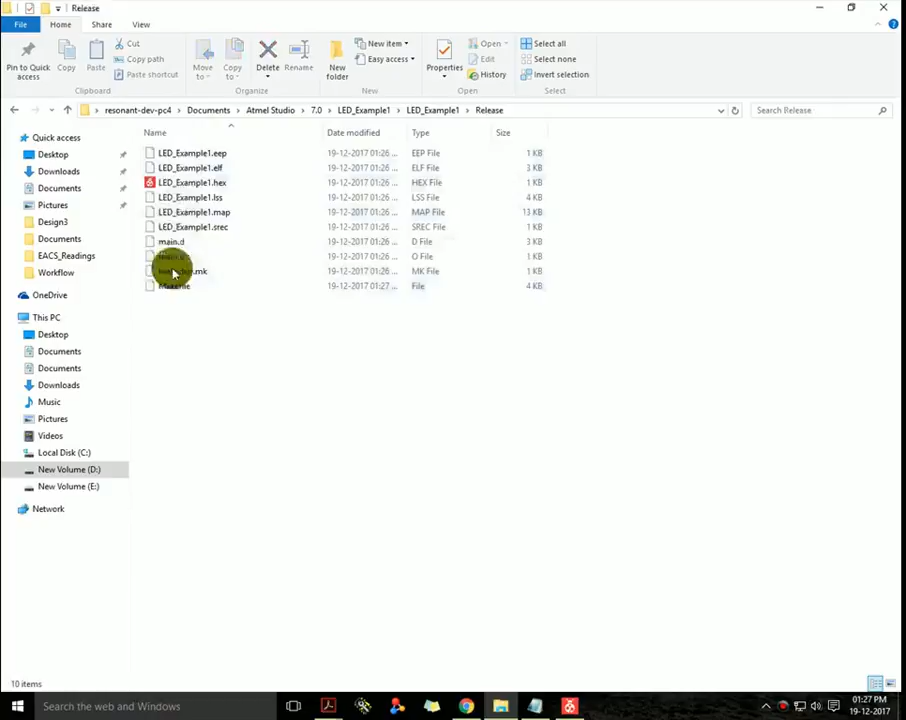 Release
File Home Share View
Pin to Quick access
Copy
Paste
Cut
Copy path
Paste shortcut
Clipboard
Move to
Copy to
Delete
Rename
Organize
New folder
New item
Easy access
New
Properties
Open
Edit
History
Open
Select all
Select none
Invert selection
Select
resonant-dev-pc4 > Documents > Atmel Studio > 7.0 > LED_Example1 > LED_Example1 > Release
Search Release
Name Date modified Type Size
LED_Example1.eep 19-12-2017 01:26 ... EEP File 1 KB
LED_Example1.elf 19-12-2017 01:26 ... ELF File 3 KB
LED_Example1.hex 19-12-2017 01:26 ... HEX File 1 KB
LED_Example1.lss 19-12-2017 01:26 ... LSS File 4 KB
LED_Example1.map 19-12-2017 01:26 ... MAP File 13 KB
LED_Example1.srec 19-12-2017 01:26 ... SREC File 1 KB
main.d 19-12-2017 01:26 ... D File 3 KB
19-12-2017 01:26 ... O File 1 KB
.mk 19-12-2017 01:26 ... MK File 1 KB
19-12-2017 01:27 ... File 4 KB
Quick access
Desktop
Downloads
Documents
Pictures
Design3
Documents
EACS_Readings
Workflow
OneDrive
This PC
Desktop
Documents
Documents
Downloads
Music
Pictures
Videos
Local Disk (C:)
New Volume (D:)
New Volume (E:)
Network
10 items
Search the web and Windows
01:27 PM
19-12-2017